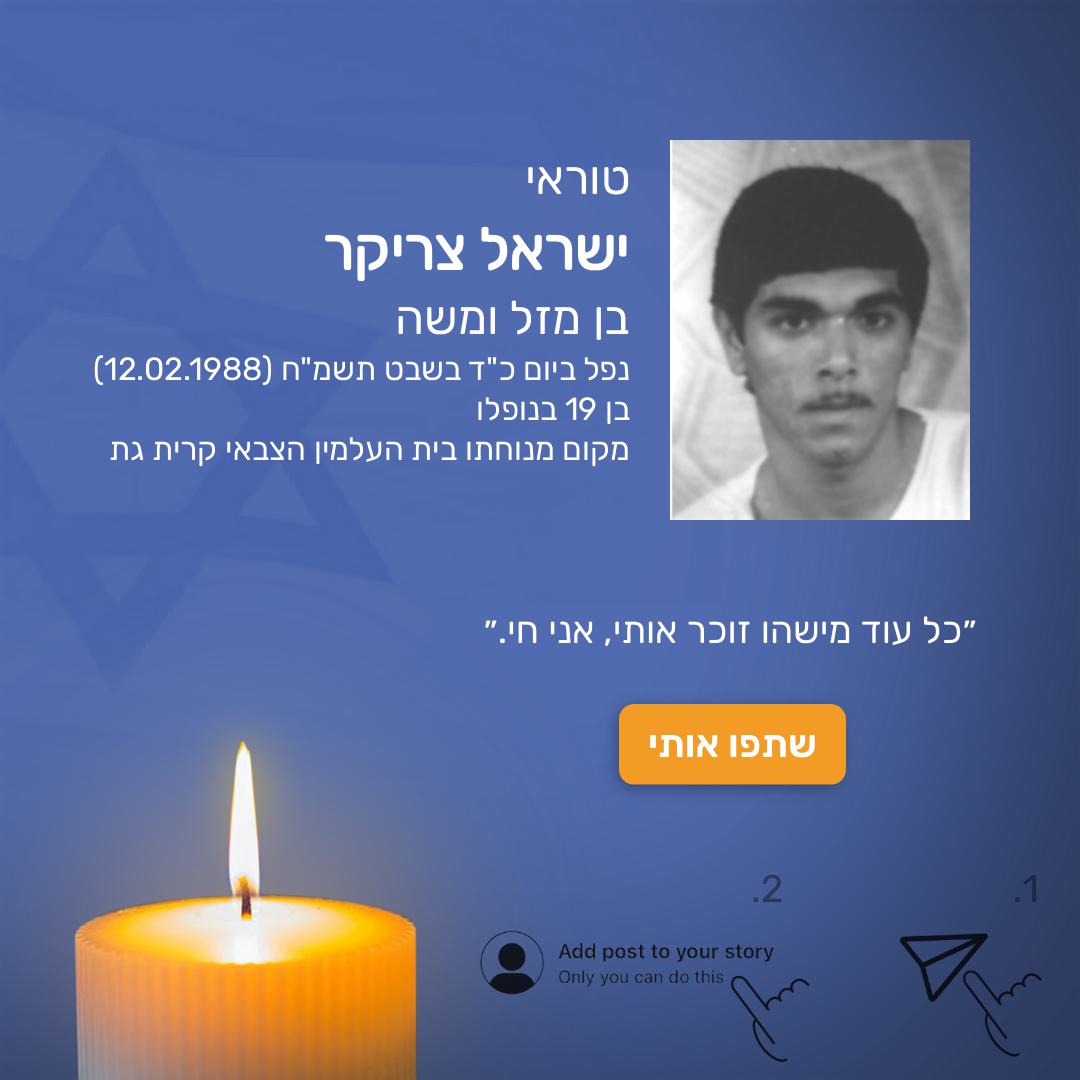 טוראי
ישראל צריקר
בן מזל ומשה
נפל ביום כ"ד בשבט תשמ"ח (12.02.1988)
בן 19 בנופלו
מקום מנוחתו בית העלמין הצבאי קרית גת
״כל עוד מישהו זוכר אותי, אני חי.״
שתפו אותי
1.
2.
Add post to your story
Only you can do this